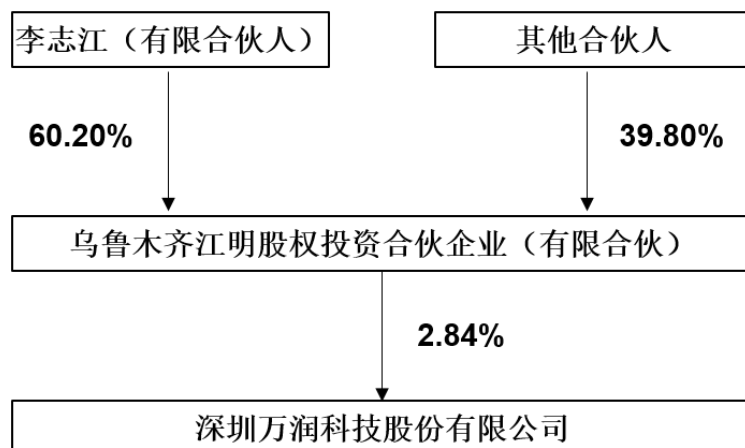 李志江（有限合伙人）
其他合伙人
60.20%
39.80%
乌鲁木齐江明股权投资合伙企业（有限合伙）
2.84%
深圳万润科技股份有限公司